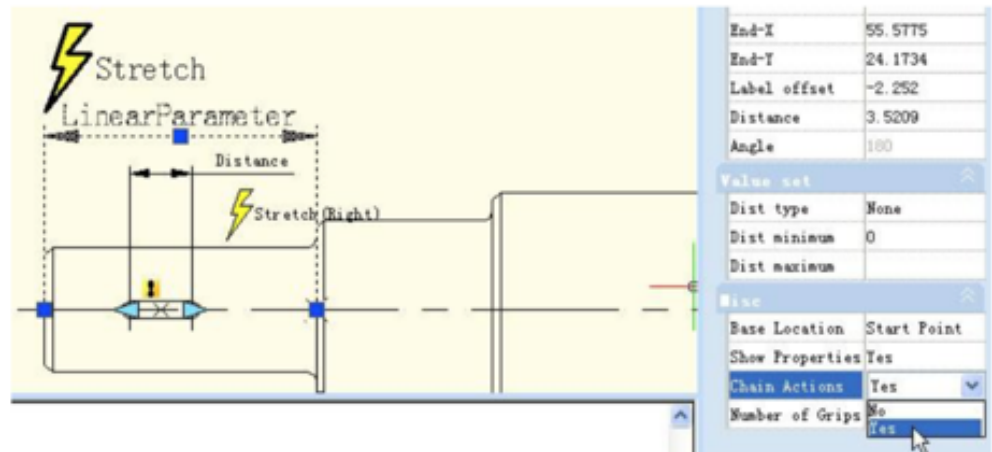 Stretch
LinearParameter
Distance
Stretch(Right)
End-X 55.5775
End-Y 24.1734
Label offset -2.252
Distance 3.5209
Angle 180
Value set
Dist type None
Dist minimum 0
Dist maximum
Misc
Base Location Start Point
Show Properties Yes
Chain Actions Yes
Number of Grips No
Yes